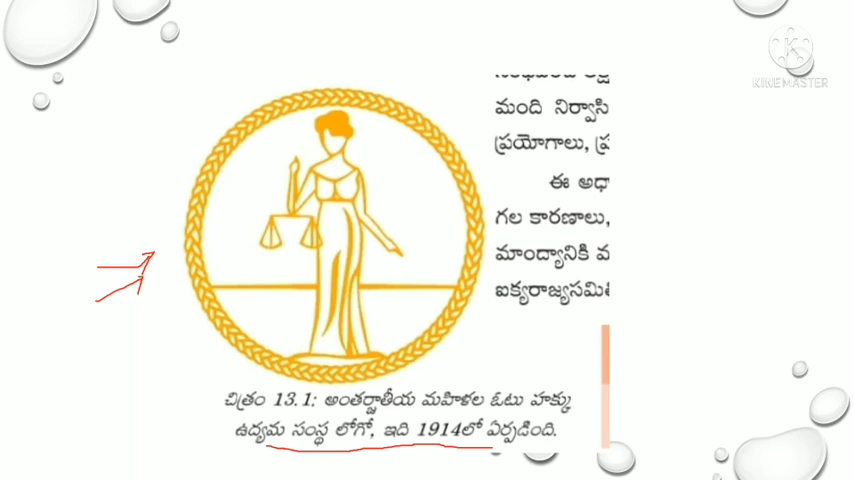 KINEMASTER
మంది నిర్వాసి
ప్రయోగాలు, ప్ర
ఈ అధ్యా
గల కారణాలు,
మాంద్యానికి
ఐక్యరాజ్యసమితి
చిత్రం 13.1: అంతర్జాతీయ మహిళల ఓటు హక్కు
ఉద్యమ సంస్థ లోగో, ఇది 1914లో ఏర్పడింది.